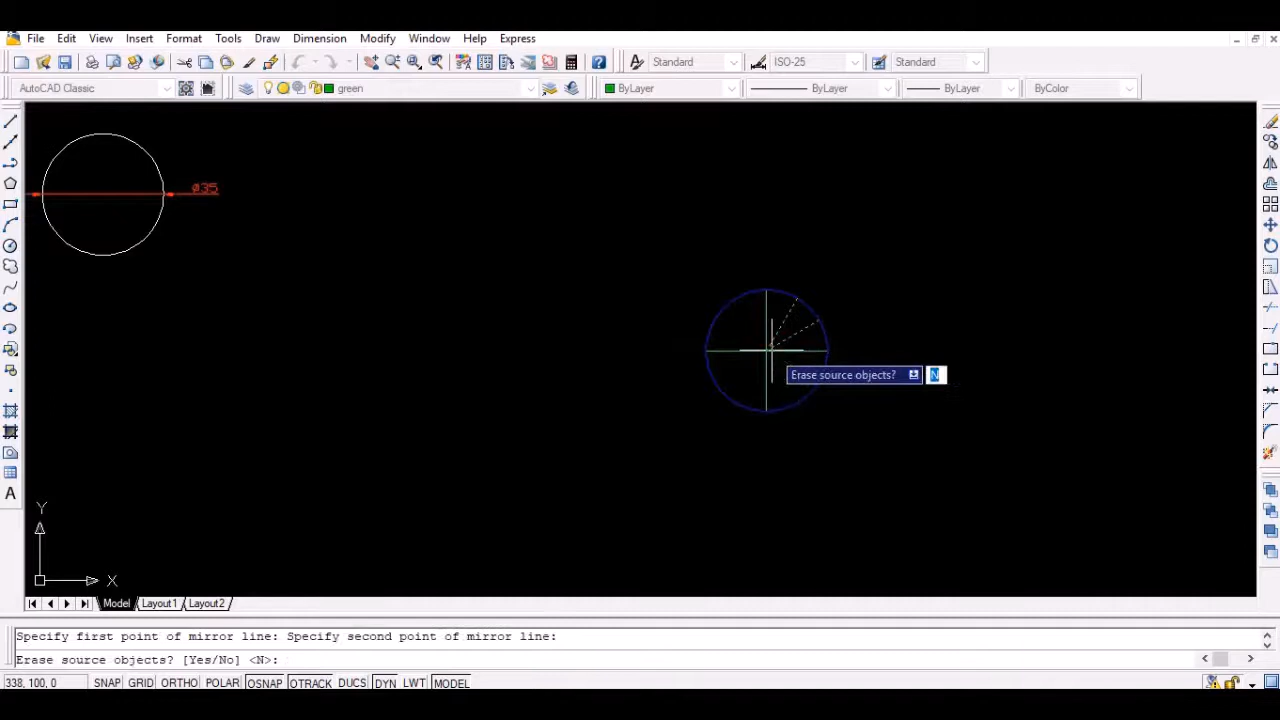 File Edit View Insert Format Tools Draw Dimension Modify Window Help Express
Standard ISO-25 Standard
AutoCAD Classic green ByLayer ByLayer ByLayer ByColor
ø35
Erase source objects? N
A
Y
X
Model Layout1 Layout2
Specify first point of mirror line: Specify second point of mirror line:
Erase source objects? [Yes/No] <N>:
338, 100, 0 SNAP GRID ORTHO POLAR OSNAP OTRACK DUCS DYN LWT MODEL